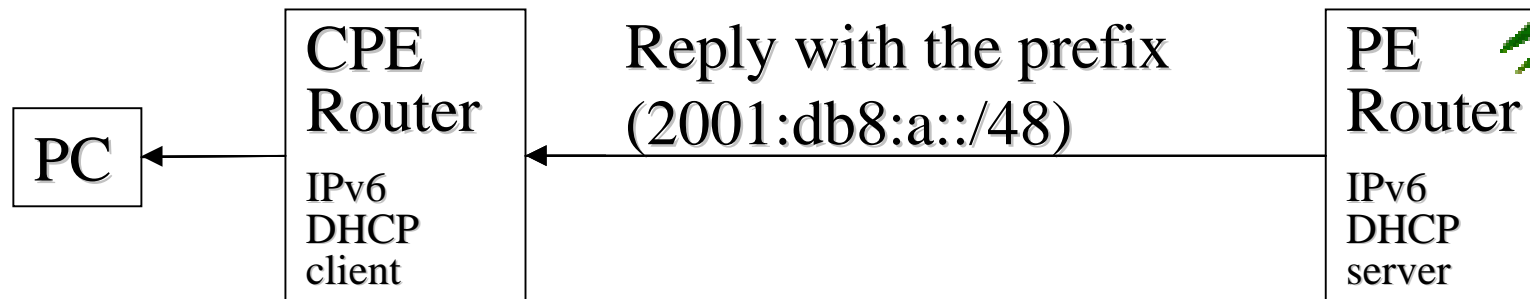 PC
CPE
Router
IPv6
DHCP
client
Reply with the prefix
(2001:db8:a::/48)
PE
Router
IPv6
DHCP
server